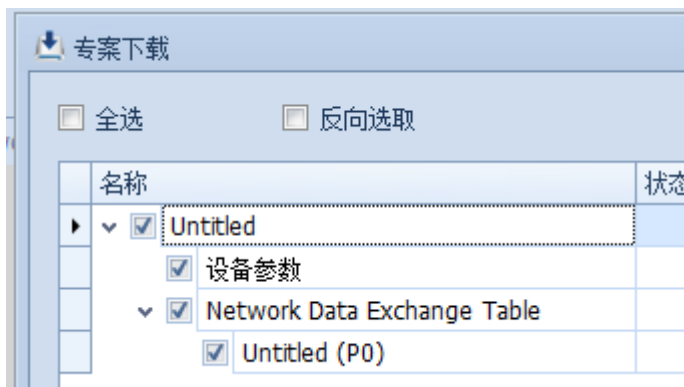 专案下载
全选 反向选取
名称 状态
Untitled
设备参数
Network Data Exchange Table
Untitled (P0)